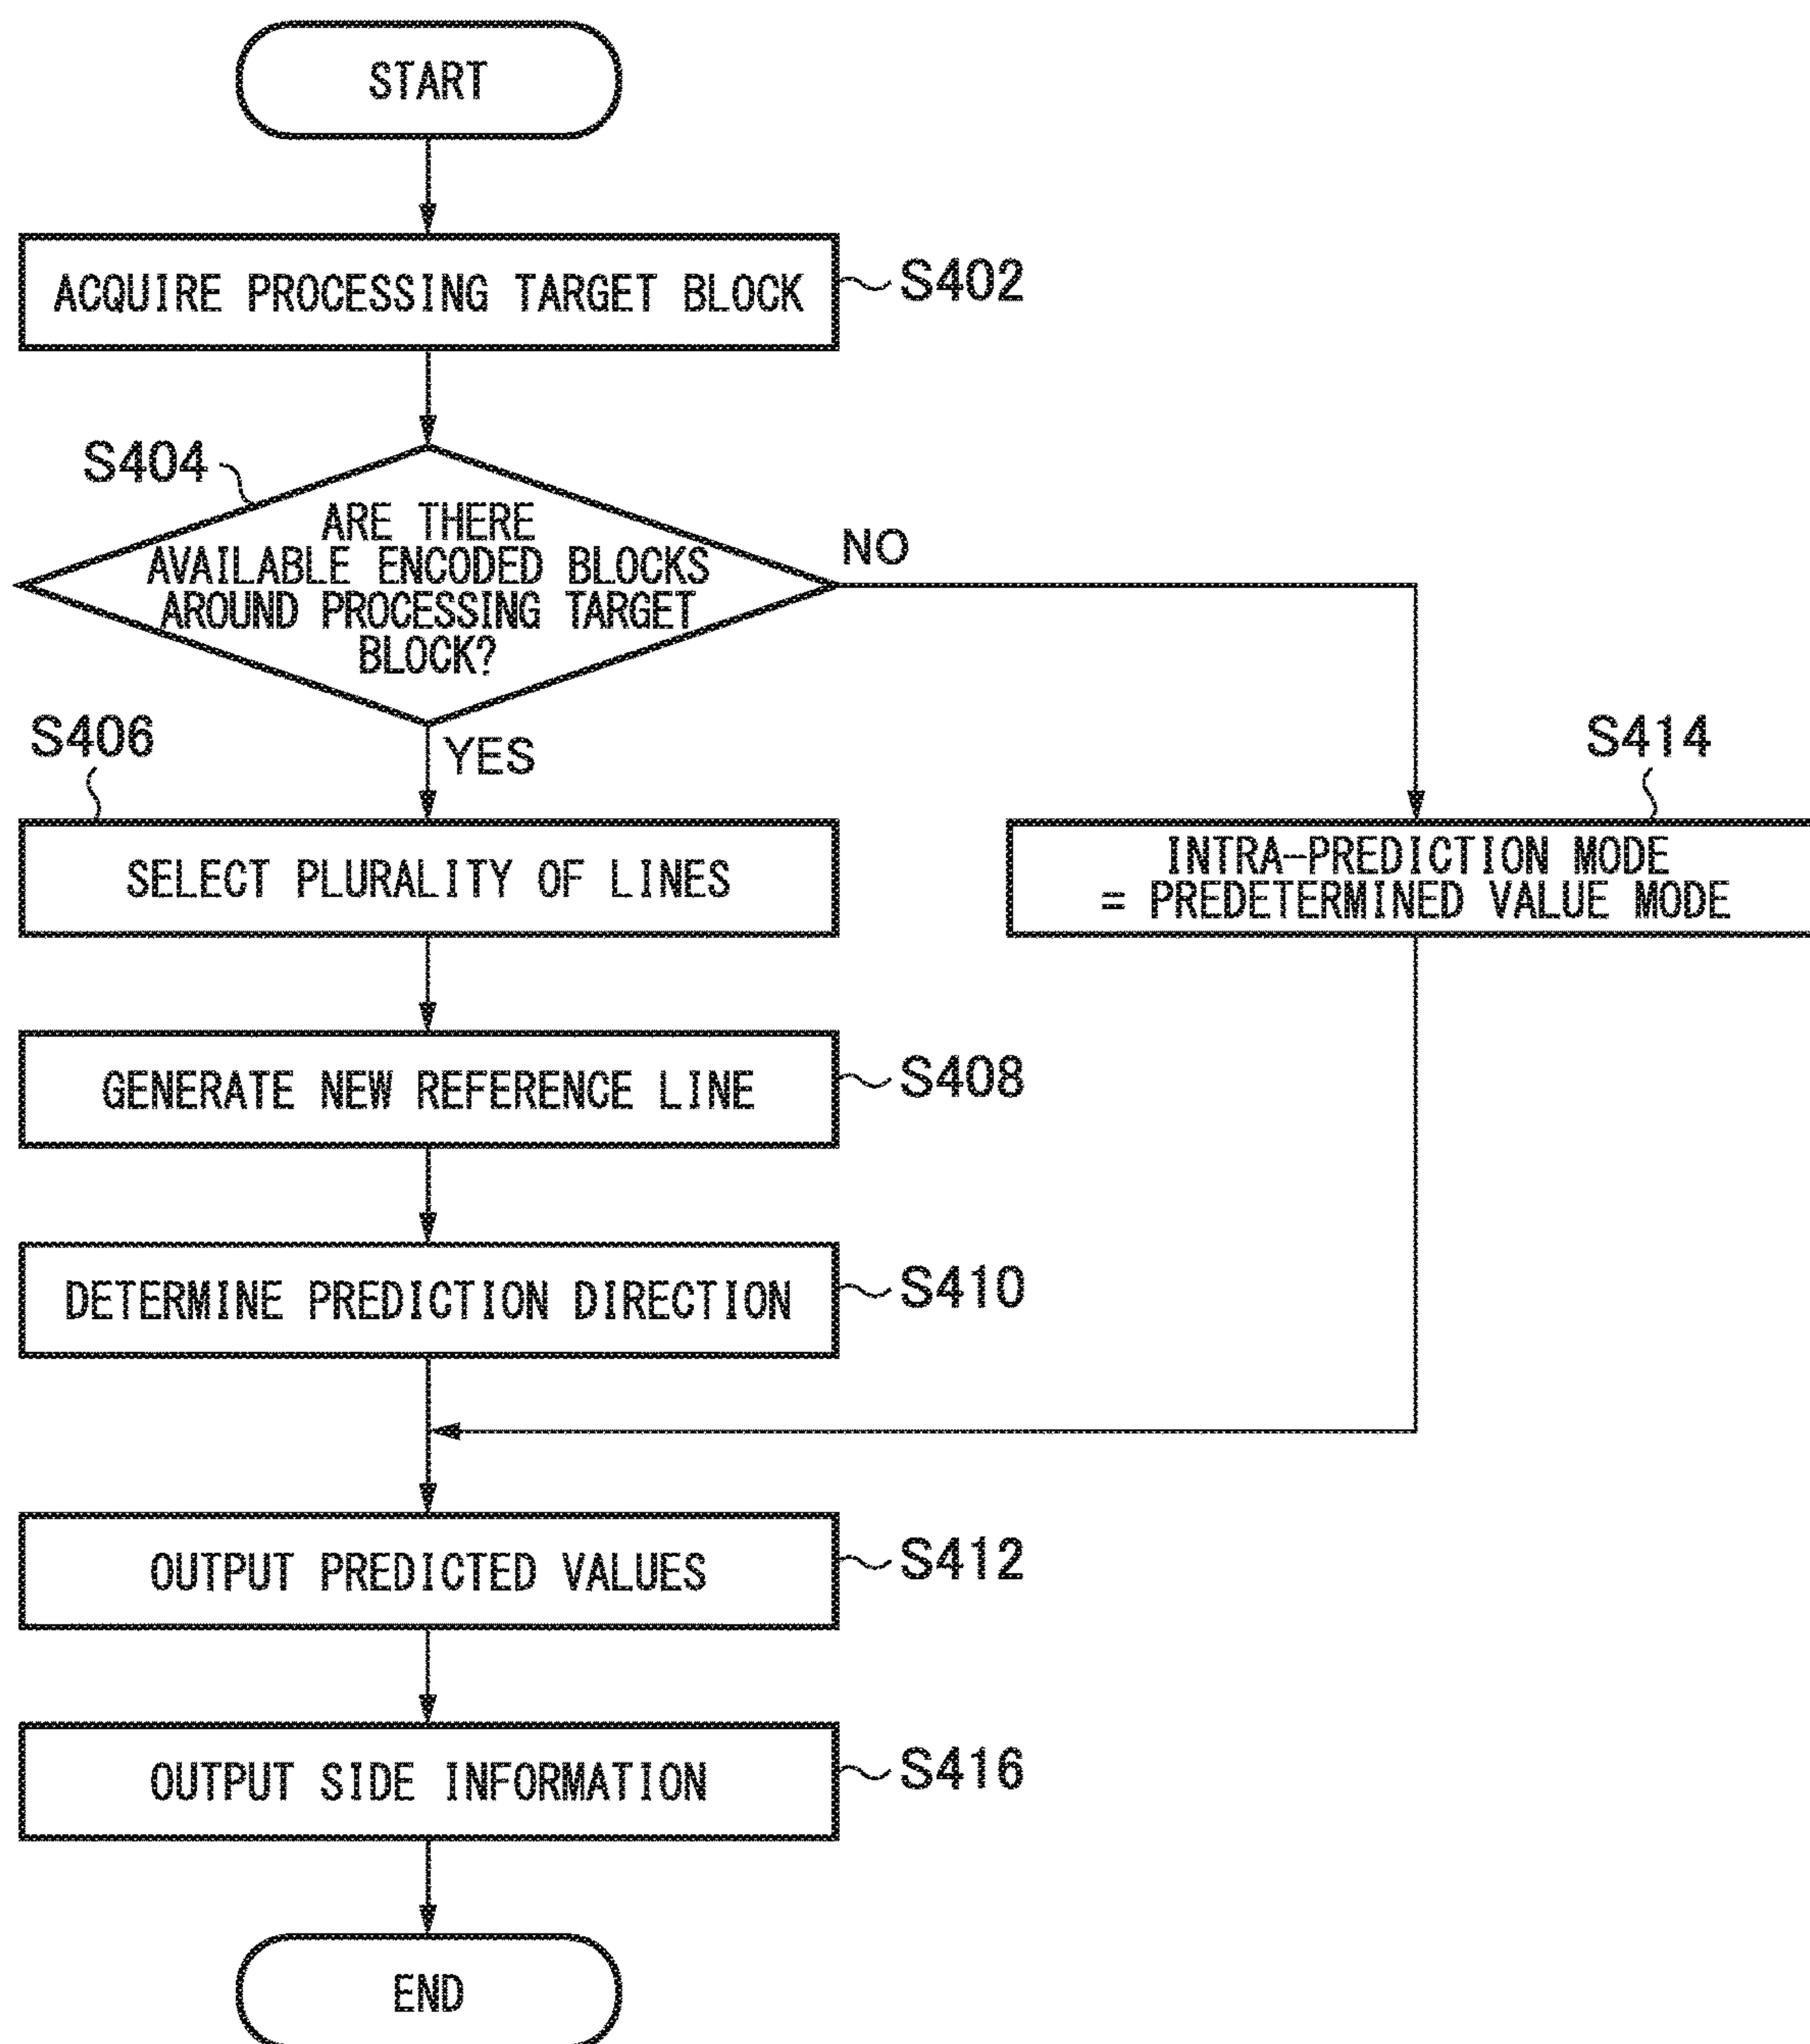 START
ACQUIRE PROCESSING TARGET BLOCK
S402
S404
ARE THERE
AVAILABLE ENCODED BLOCKS
AROUND PROCESSING TARGET
BLOCK?
NO
YES
S406
SELECT PLURALITY OF LINES
S414
INTRA-PREDICTION MODE
= PREDETERMINED VALUE MODE
GENERATE NEW REFERENCE LINE
S408
DETERMINE PREDICTION DIRECTION
S410
OUTPUT PREDICTED VALUES
S412
OUTPUT SIDE INFORMATION
S416
END